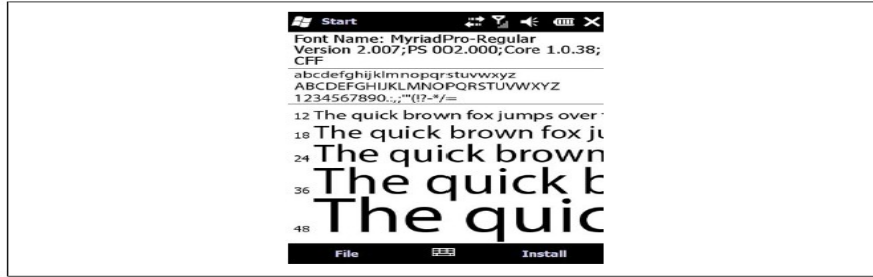 Start
Font Name: MyriadPro-Regular
Version 2.007;PS 002.000;Core 1.0.38;
CFF
abcdefghijklmnopqrstuvwxyz
ABCDEFGHIJKLMNOPQRSTUVWXYZ
1234567890.:,;'"(!?-*/=
12 The quick brown fox jumps over
18 The quick brown fox ju
24 The quick brown
36 The quick b
48 The quic
File Install